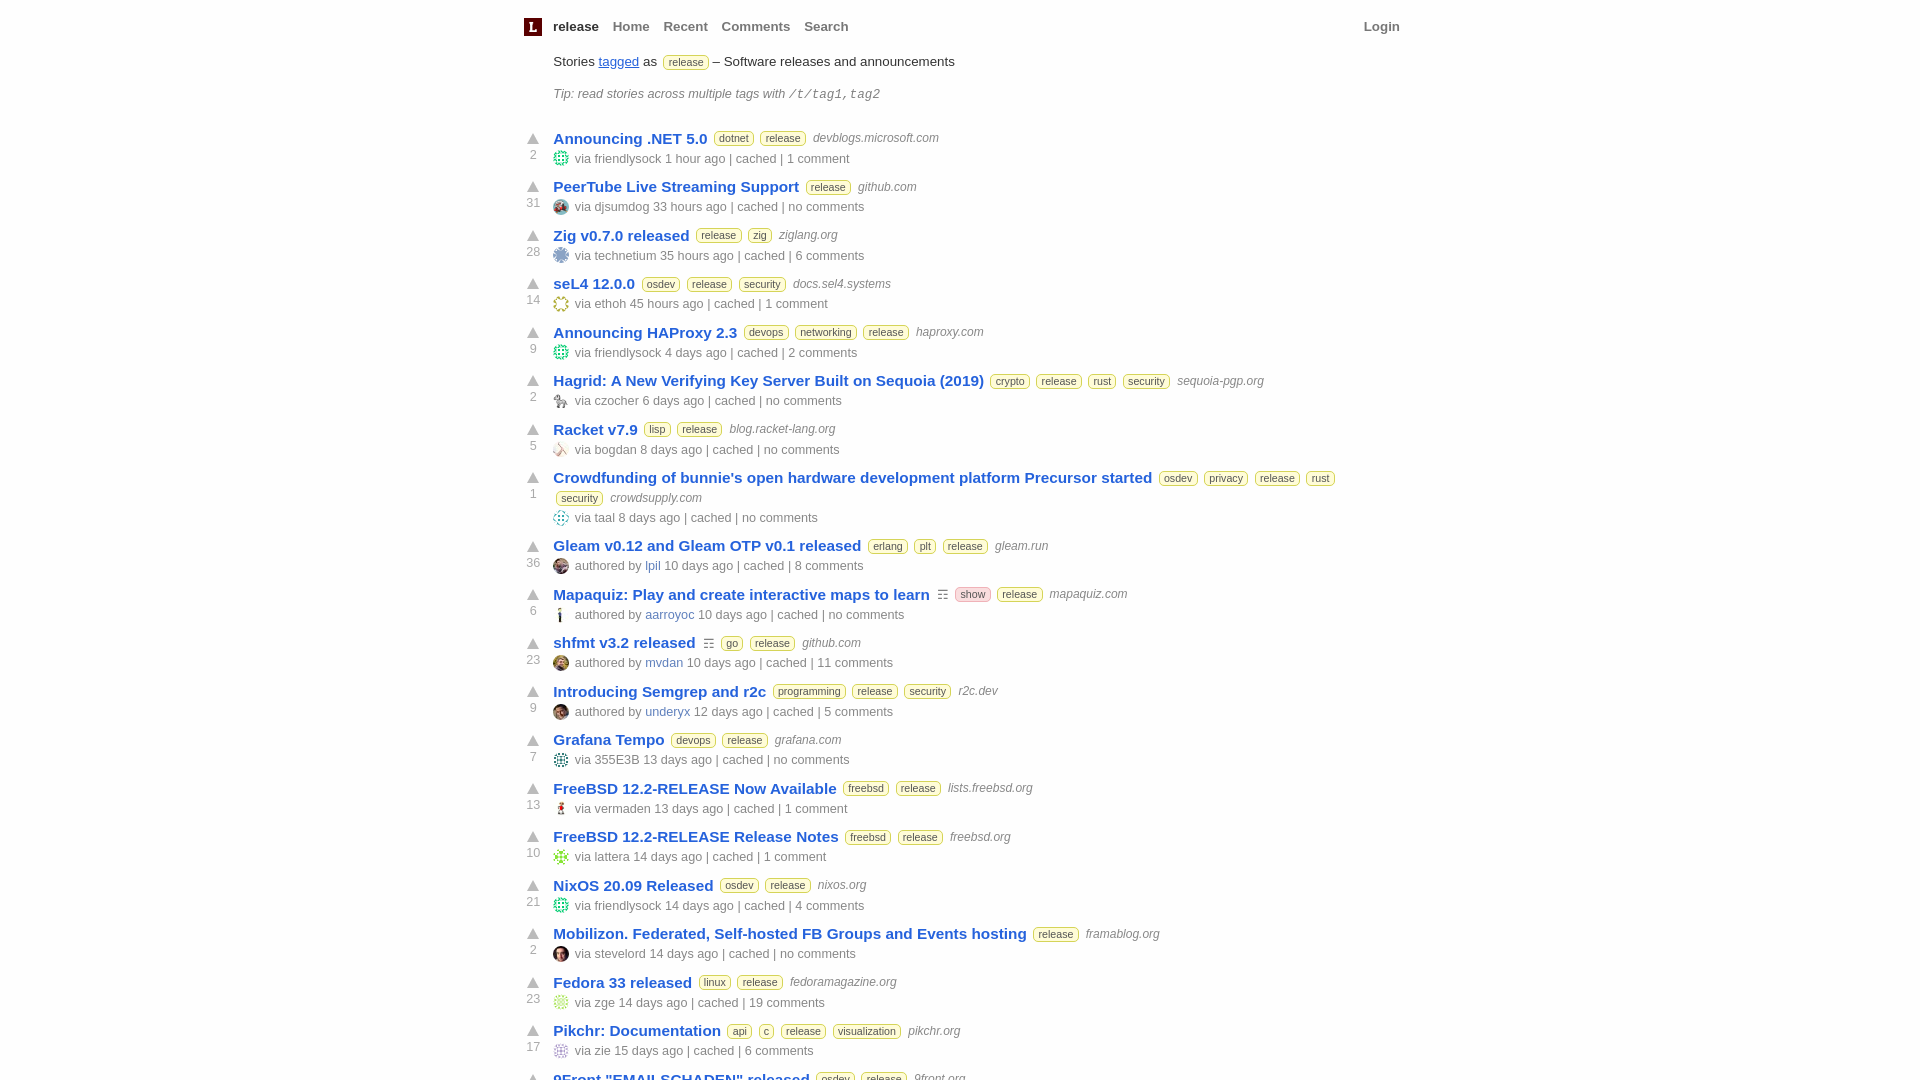 L release Home Recent Comments Search Login
Stories tagged as release – Software releases and announcements
Tip: read stories across multiple tags with /t/tag1,tag2
Announcing .NET 5.0 dotnet release devblogs.microsoft.com
2 via friendlysock 1 hour ago | cached | 1 comment
PeerTube Live Streaming Support release github.com
31 via djsumdog 33 hours ago | cached | no comments
Zig v0.7.0 released release zig ziglang.org
28 via technetium 35 hours ago | cached | 6 comments
seL4 12.0.0 osdev release security docs.sel4.systems
14 via ethoh 45 hours ago | cached | 1 comment
Announcing HAProxy 2.3 devops networking release haproxy.com
9 via friendlysock 4 days ago | cached | 2 comments
Hagrid: A New Verifying Key Server Built on Sequoia (2019) crypto release rust security sequoia-pgp.org
2 via czocher 6 days ago | cached | no comments
Racket v7.9 lisp release blog.racket-lang.org
5 via bogdan 8 days ago | cached | no comments
Crowdfunding of bunnie's open hardware development platform Precursor started osdev privacy release rust
1 security crowdsupply.com
via taal 8 days ago | cached | no comments
Gleam v0.12 and Gleam OTP v0.1 released erlang plt release gleam.run
36 authored by lpil 10 days ago | cached | 8 comments
Mapaquiz: Play and create interactive maps to learn ☶ show release mapaquiz.com
6 authored by aarroyoc 10 days ago | cached | no comments
shfmt v3.2 released ☶ go release github.com
23 authored by mvdan 10 days ago | cached | 11 comments
Introducing Semgrep and r2c programming release security r2c.dev
9 authored by underyx 12 days ago | cached | 5 comments
Grafana Tempo devops release grafana.com
7 via 355E3B 13 days ago | cached | no comments
FreeBSD 12.2-RELEASE Now Available freebsd release lists.freebsd.org
13 via vermaden 13 days ago | cached | 1 comment
FreeBSD 12.2-RELEASE Release Notes freebsd release freebsd.org
10 via lattera 14 days ago | cached | 1 comment
NixOS 20.09 Released osdev release nixos.org
21 via friendlysock 14 days ago | cached | 4 comments
Mobilizon. Federated, Self-hosted FB Groups and Events hosting release framablog.org
2 via stevelord 14 days ago | cached | no comments
Fedora 33 released linux release fedoramagazine.org
23 via zge 14 days ago | cached | 19 comments
Pikchr: Documentation api c release visualization pikchr.org
17 via zie 15 days ago | cached | 6 comments
9Front "EMAILSCHADEN" released osdev release 9front.org